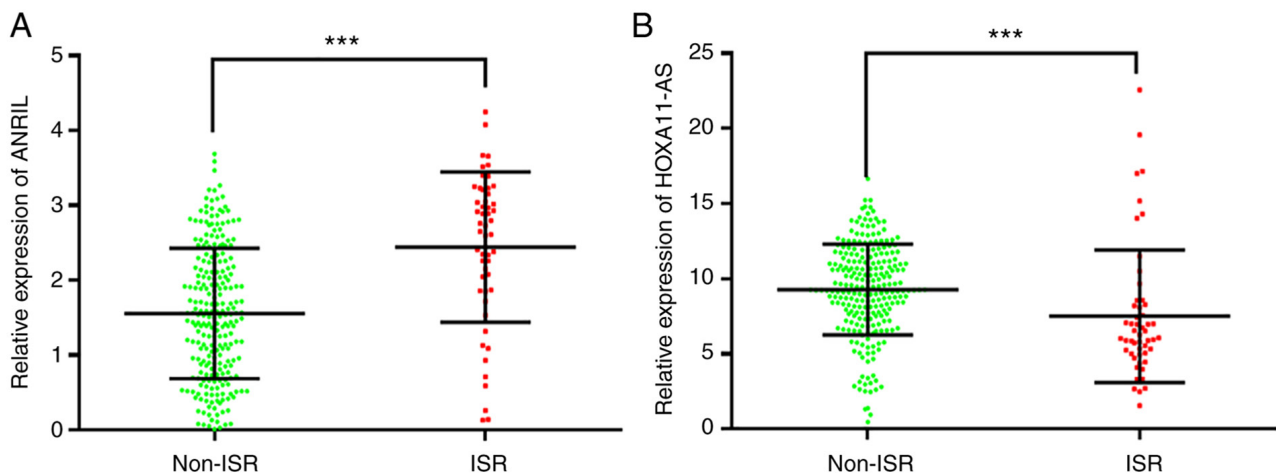 A
***
5
4
3
2
1
0
Relative expression of ANRIL
Non-ISR
ISR
B
***
25
20
15
10
5
0
Relative expression of HOXA11-AS
Non-ISR
ISR